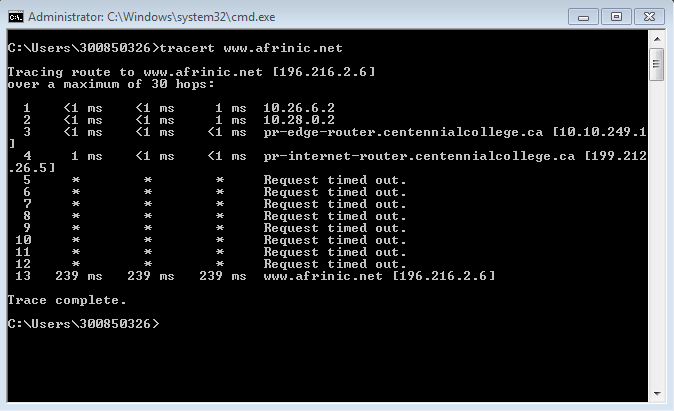 Administrator: C:\Windows\system32\cmd.exe
C:\Users\300850326>tracert www.afrinic.net
Tracing route to www.afrinic.net [196.216.2.6]
over a maximum of 30 hops:
  1    <1 ms    <1 ms     1 ms  10.26.6.2
  2    <1 ms    <1 ms     1 ms  10.28.0.2
  3    <1 ms    <1 ms    <1 ms  pr-edge-router.centennialcollege.ca [10.10.249.1
]
  4     1 ms    <1 ms    <1 ms  pr-internet-router.centennialcollege.ca [199.212
.26.5]
  5     *        *        *     Request timed out.
  6     *        *        *     Request timed out.
  7     *        *        *     Request timed out.
  8     *        *        *     Request timed out.
  9     *        *        *     Request timed out.
 10     *        *        *     Request timed out.
 11     *        *        *     Request timed out.
 12     *        *        *     Request timed out.
 13   239 ms   239 ms   239 ms  www.afrinic.net [196.216.2.6]
Trace complete.
C:\Users\300850326>